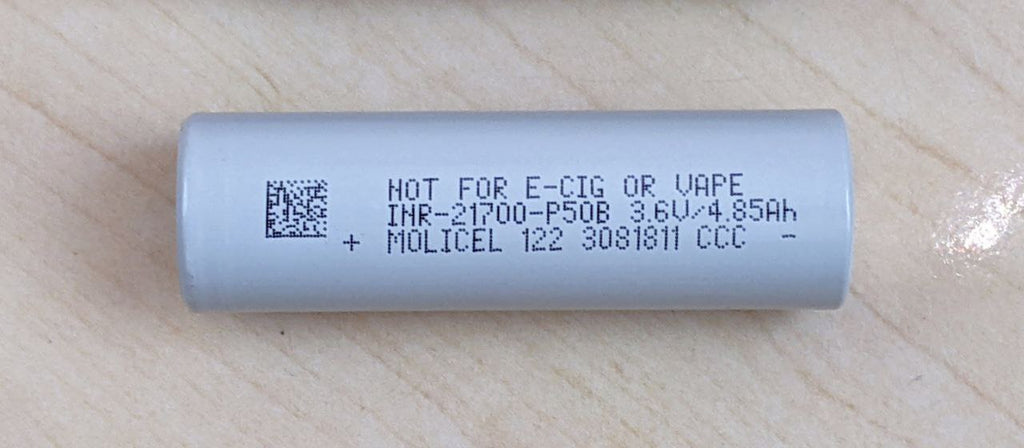 NOT FOR E-CIG OR VAPE
INR-21700-P50B 3.6V/4.85Ah
+ MOLICEL 122 3081811 CCC -